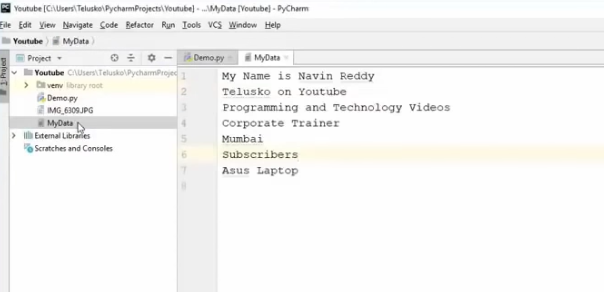 Youtube [C:\Users\Telusko\PycharmProjects\Youtube] - ...\MyData [Youtube] - PyCharm
File Edit View Navigate Code Refactor Run Tools VCS Window Help
Youtube MyData
Project Demo.py MyData
1: Project
Youtube C:\Users\Telusko\PycharmProjec
venv library root
Demo.py
IMG_6309.JPG
MyData
External Libraries
Scratches and Consoles
1 My Name is Navin Reddy
2 Telusko on Youtube
3 Programming and Technology Videos
4 Corporate Trainer
5 Mumbai
6 Subscribers
7 Asus Laptop
8